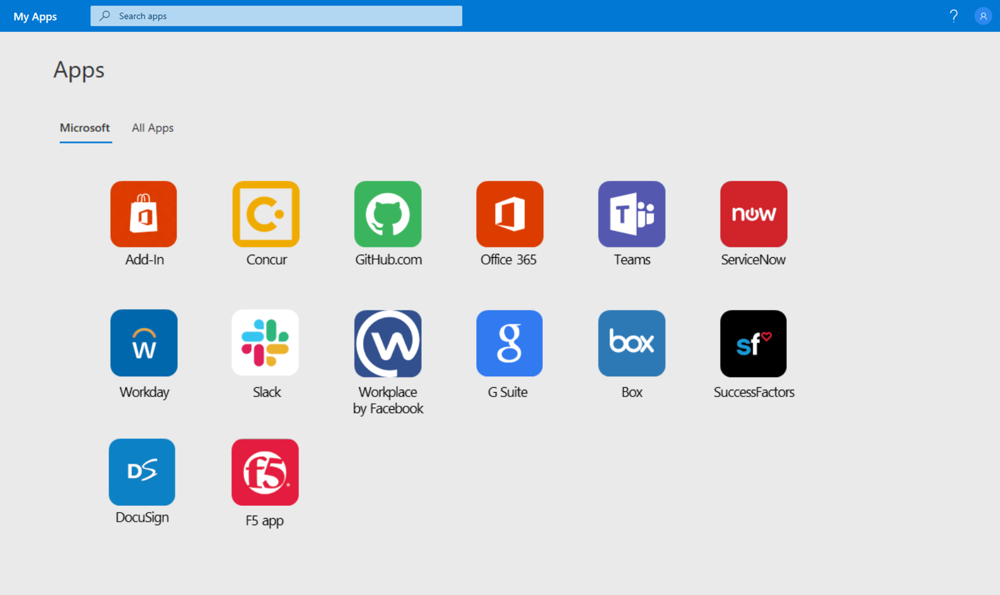 My Apps
Search apps
?
Apps
Microsoft All Apps
T
now
Add-In Concur GitHub.com Office 365 Teams ServiceNow
W
W
g
box
sf
Workday Slack Workplace G Suite Box SuccessFactors
by Facebook
DS
f5
DocuSign
F5 app